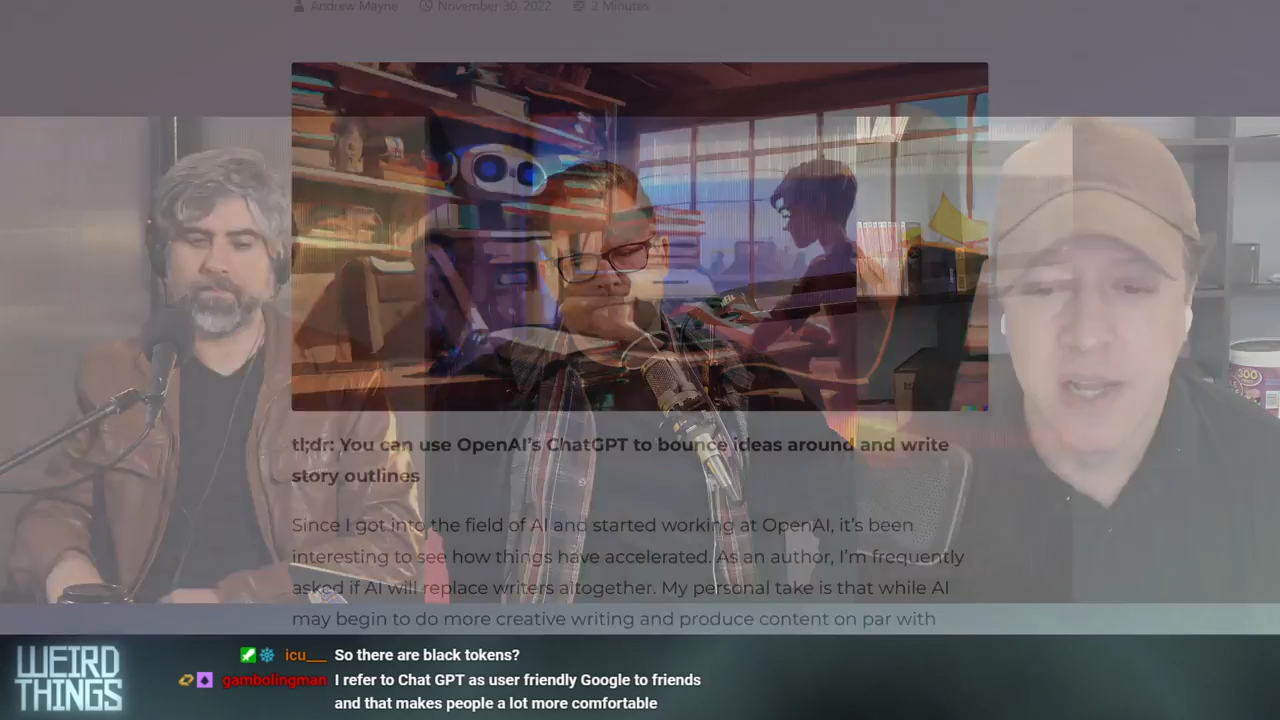 Andrew Mayne November 30, 2022 2 Minutes
tl;dr: You can use OpenAI's ChatGPT to bounce ideas around and write
story outlines
Since I got into the field of AI and started working at OpenAI, it's been
interesting to see how things have accelerated. As an author, I'm frequently
asked if AI will replace writers altogether. My personal take is that while AI
may begin to do more creative writing and produce content on par with
300
WEIRD
THINGS
icu___ So there are black tokens?
gambolingman I refer to Chat GPT as user friendly Google to friends
and that makes people a lot more comfortable